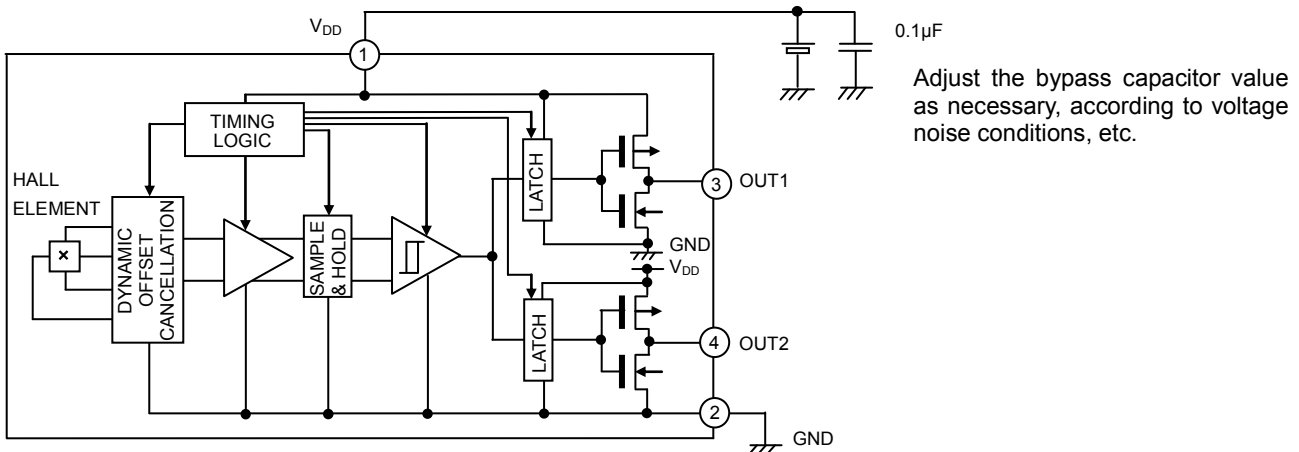 VDD
1
0.1µF
Adjust the bypass capacitor value
as necessary, according to voltage
noise conditions, etc.
TIMING
LOGIC
HALL
ELEMENT
×
DYNAMIC
OFFSET
CANCELLATION
SAMPLE
& HOLD
LATCH
3
OUT1
GND
VDD
LATCH
4
OUT2
2
GND